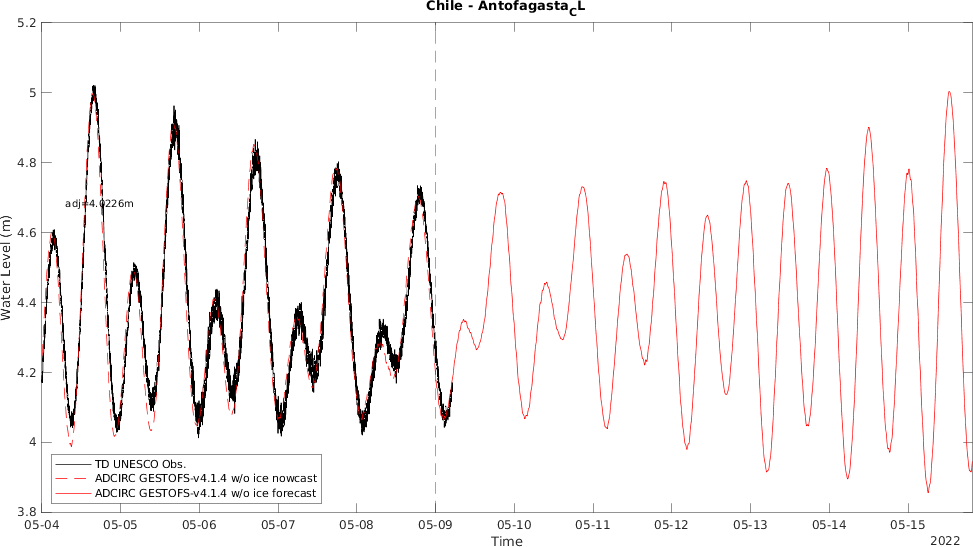 Chile - Antofagasta_CL
5.2
5
4.8
4.6
4.4
4.2
4
3.8
Water Level (m)
adj=4.0226m
TD UNESCO Obs.
ADCIRC GESTOFS-v4.1.4 w/o ice nowcast
ADCIRC GESTOFS-v4.1.4 w/o ice forecast
05-04 05-05 05-06 05-07 05-08 05-09 05-10 05-11 05-12 05-13 05-14 05-15
Time
2022